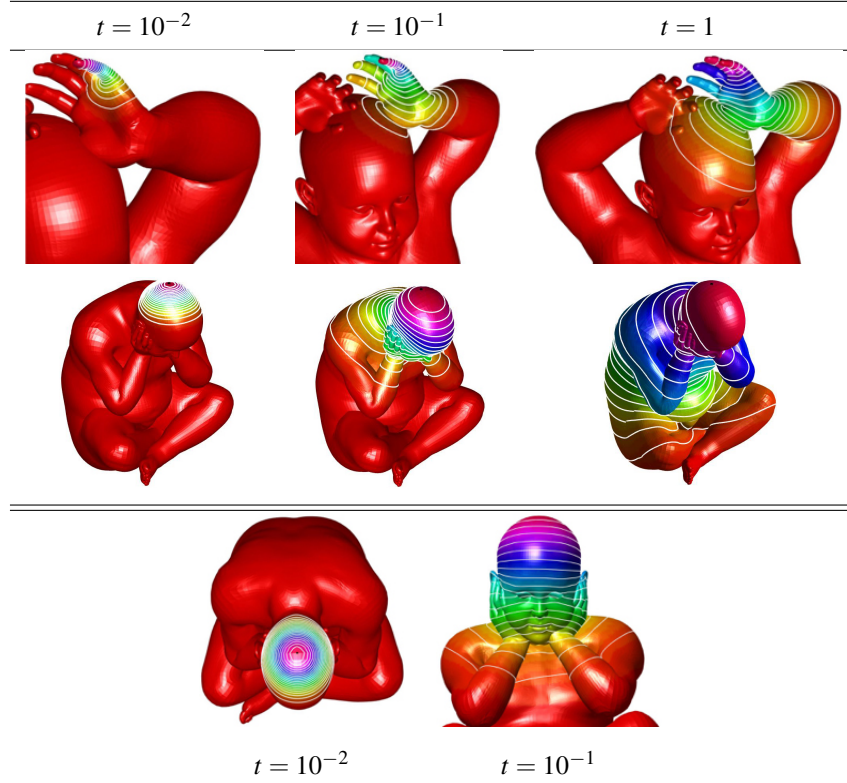 t = 10⁻² t = 10⁻¹ t = 1
t = 10⁻² t = 10⁻¹